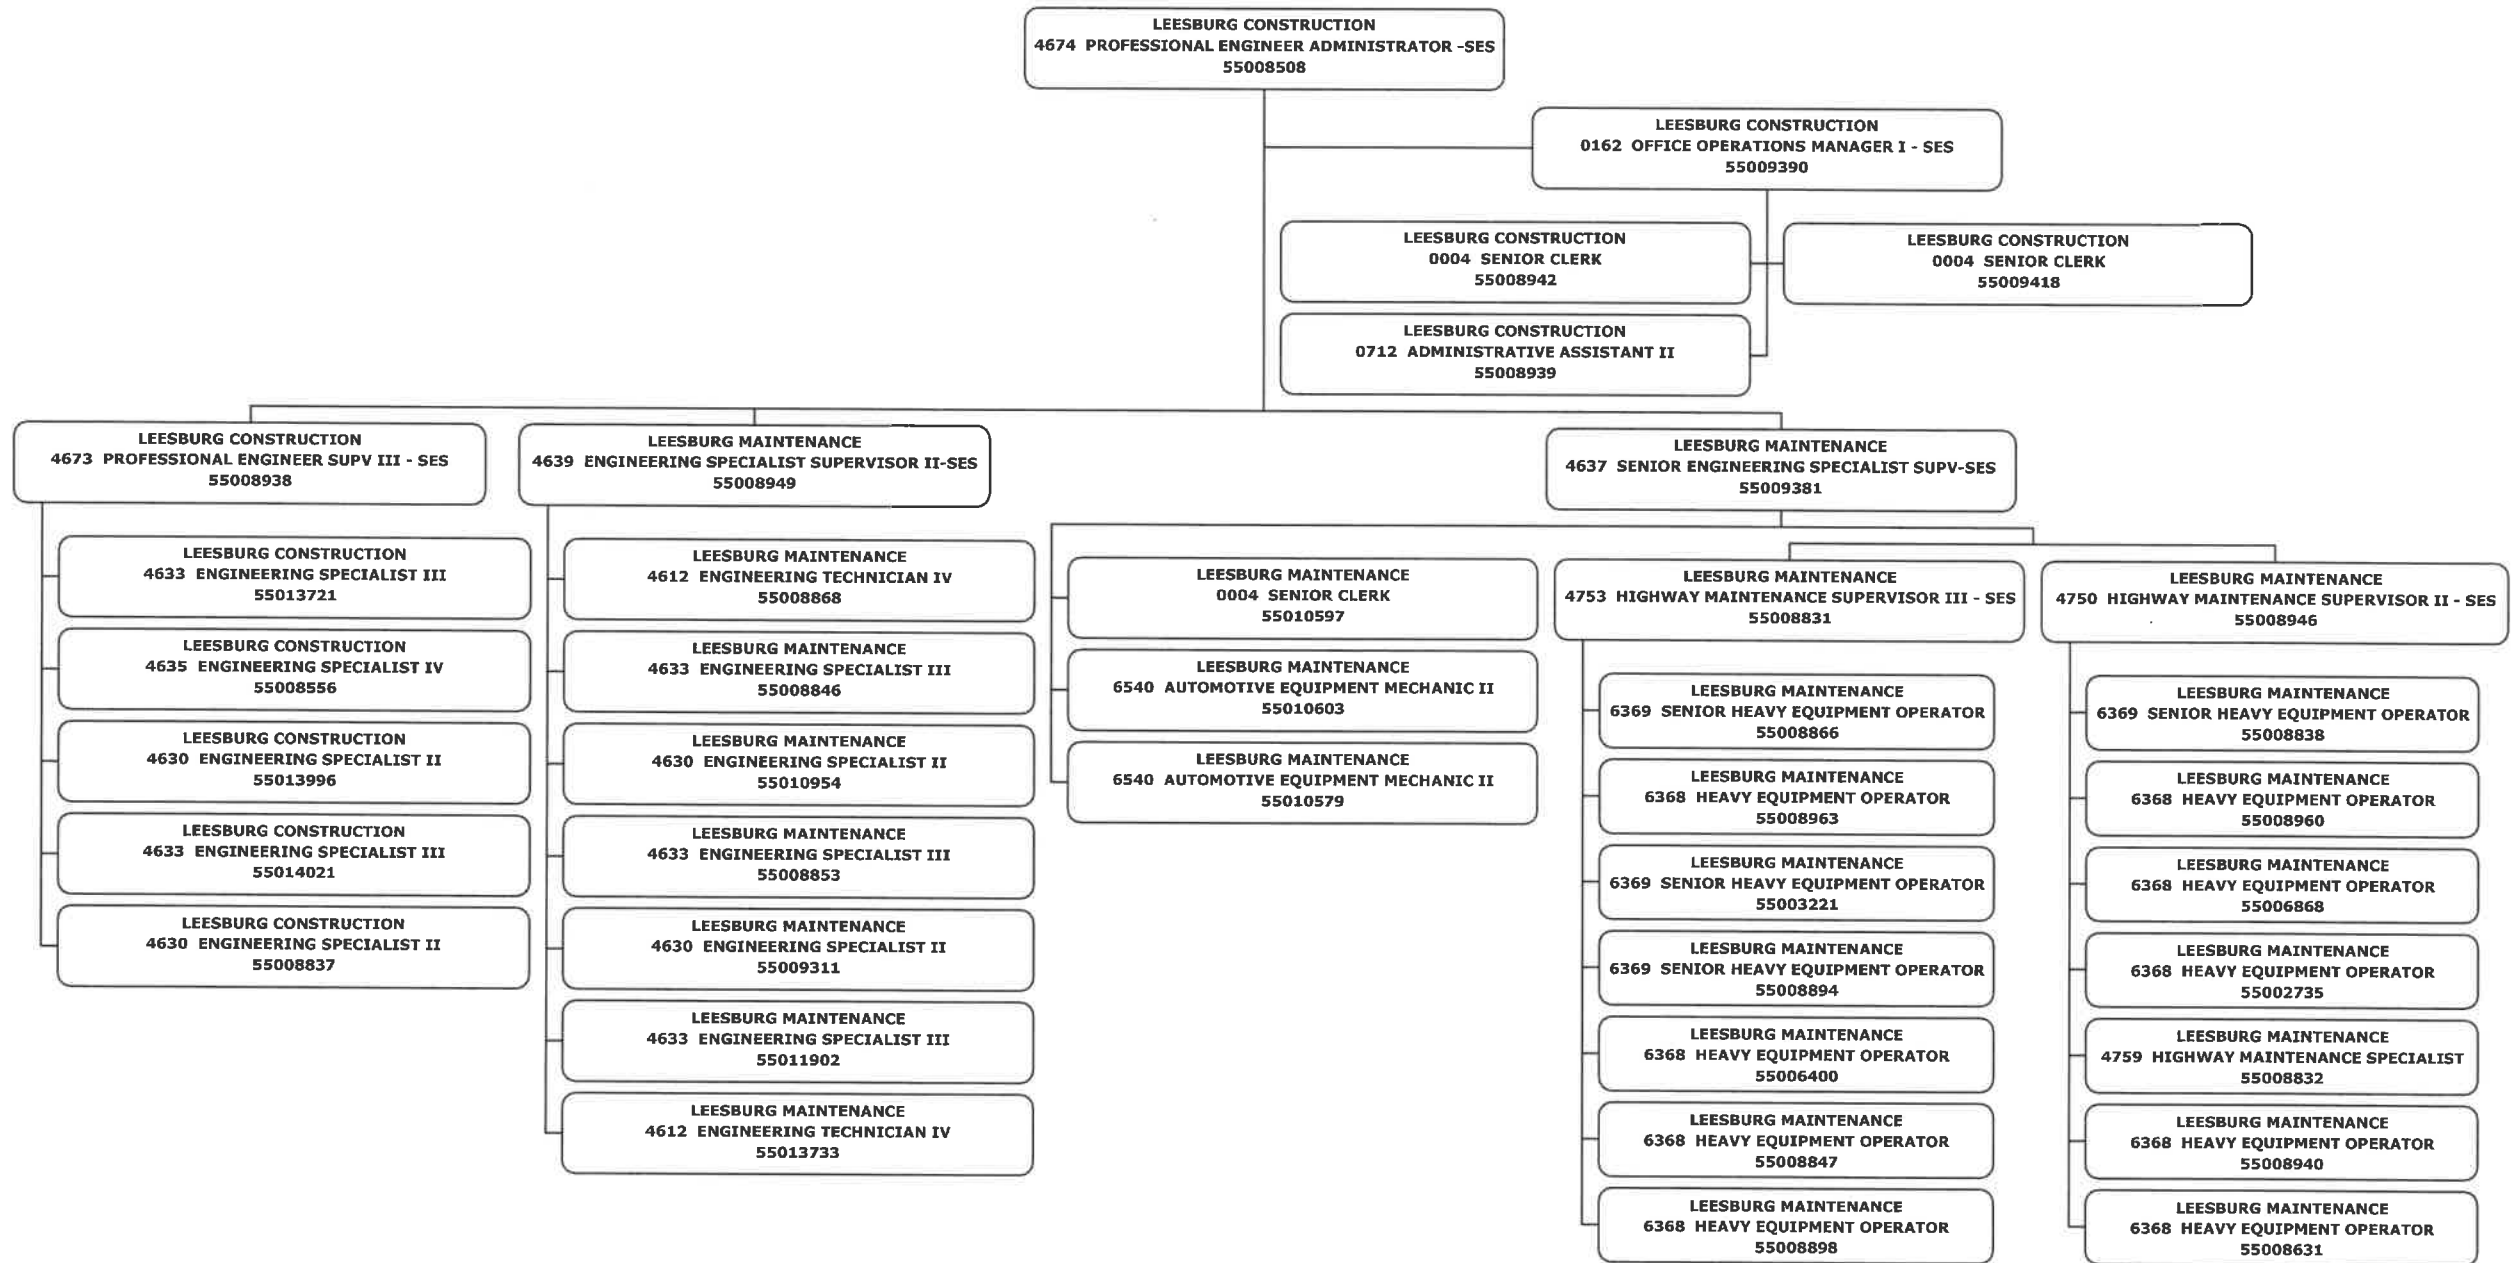 LEESBURG CONSTRUCTION
4674 PROFESSIONAL ENGINEER ADMINISTRATOR -SES
55008508
LEESBURG CONSTRUCTION
0162 OFFICE OPERATIONS MANAGER I - SES
55009390
LEESBURG CONSTRUCTION
0004 SENIOR CLERK
55008942
LEESBURG CONSTRUCTION
0004 SENIOR CLERK
55009418
LEESBURG CONSTRUCTION
0712 ADMINISTRATIVE ASSISTANT II
55008939
LEESBURG CONSTRUCTION
4673 PROFESSIONAL ENGINEER SUPV III - SES
55008938
LEESBURG CONSTRUCTION
4633 ENGINEERING SPECIALIST III
55013721
LEESBURG CONSTRUCTION
4635 ENGINEERING SPECIALIST IV
55008556
LEESBURG CONSTRUCTION
4630 ENGINEERING SPECIALIST II
55013996
LEESBURG CONSTRUCTION
4633 ENGINEERING SPECIALIST III
55014021
LEESBURG CONSTRUCTION
4630 ENGINEERING SPECIALIST II
55008837
LEESBURG MAINTENANCE
4639 ENGINEERING SPECIALIST SUPERVISOR II-SES
55008949
LEESBURG MAINTENANCE
4612 ENGINEERING TECHNICIAN IV
55008868
LEESBURG MAINTENANCE
4633 ENGINEERING SPECIALIST III
55008846
LEESBURG MAINTENANCE
4630 ENGINEERING SPECIALIST II
55010954
LEESBURG MAINTENANCE
4633 ENGINEERING SPECIALIST III
55008853
LEESBURG MAINTENANCE
4630 ENGINEERING SPECIALIST II
55009311
LEESBURG MAINTENANCE
4633 ENGINEERING SPECIALIST III
55011902
LEESBURG MAINTENANCE
4612 ENGINEERING TECHNICIAN IV
55013733
LEESBURG MAINTENANCE
4637 SENIOR ENGINEERING SPECIALIST SUPV-SES
55009381
LEESBURG MAINTENANCE
0004 SENIOR CLERK
55010597
LEESBURG MAINTENANCE
6540 AUTOMOTIVE EQUIPMENT MECHANIC II
55010603
LEESBURG MAINTENANCE
6540 AUTOMOTIVE EQUIPMENT MECHANIC II
55010579
LEESBURG MAINTENANCE
4753 HIGHWAY MAINTENANCE SUPERVISOR III - SES
55008831
LEESBURG MAINTENANCE
6369 SENIOR HEAVY EQUIPMENT OPERATOR
55008866
LEESBURG MAINTENANCE
6368 HEAVY EQUIPMENT OPERATOR
55008963
LEESBURG MAINTENANCE
6369 SENIOR HEAVY EQUIPMENT OPERATOR
55003221
LEESBURG MAINTENANCE
6369 SENIOR HEAVY EQUIPMENT OPERATOR
55008894
LEESBURG MAINTENANCE
6368 HEAVY EQUIPMENT OPERATOR
55006400
LEESBURG MAINTENANCE
6368 HEAVY EQUIPMENT OPERATOR
55008847
LEESBURG MAINTENANCE
6368 HEAVY EQUIPMENT OPERATOR
55008898
LEESBURG MAINTENANCE
4750 HIGHWAY MAINTENANCE SUPERVISOR II - SES
55008946
LEESBURG MAINTENANCE
6369 SENIOR HEAVY EQUIPMENT OPERATOR
55008838
LEESBURG MAINTENANCE
6368 HEAVY EQUIPMENT OPERATOR
55008960
LEESBURG MAINTENANCE
6368 HEAVY EQUIPMENT OPERATOR
55006868
LEESBURG MAINTENANCE
6368 HEAVY EQUIPMENT OPERATOR
55002735
LEESBURG MAINTENANCE
4759 HIGHWAY MAINTENANCE SPECIALIST
55008832
LEESBURG MAINTENANCE
6368 HEAVY EQUIPMENT OPERATOR
55008940
LEESBURG MAINTENANCE
6368 HEAVY EQUIPMENT OPERATOR
55008631